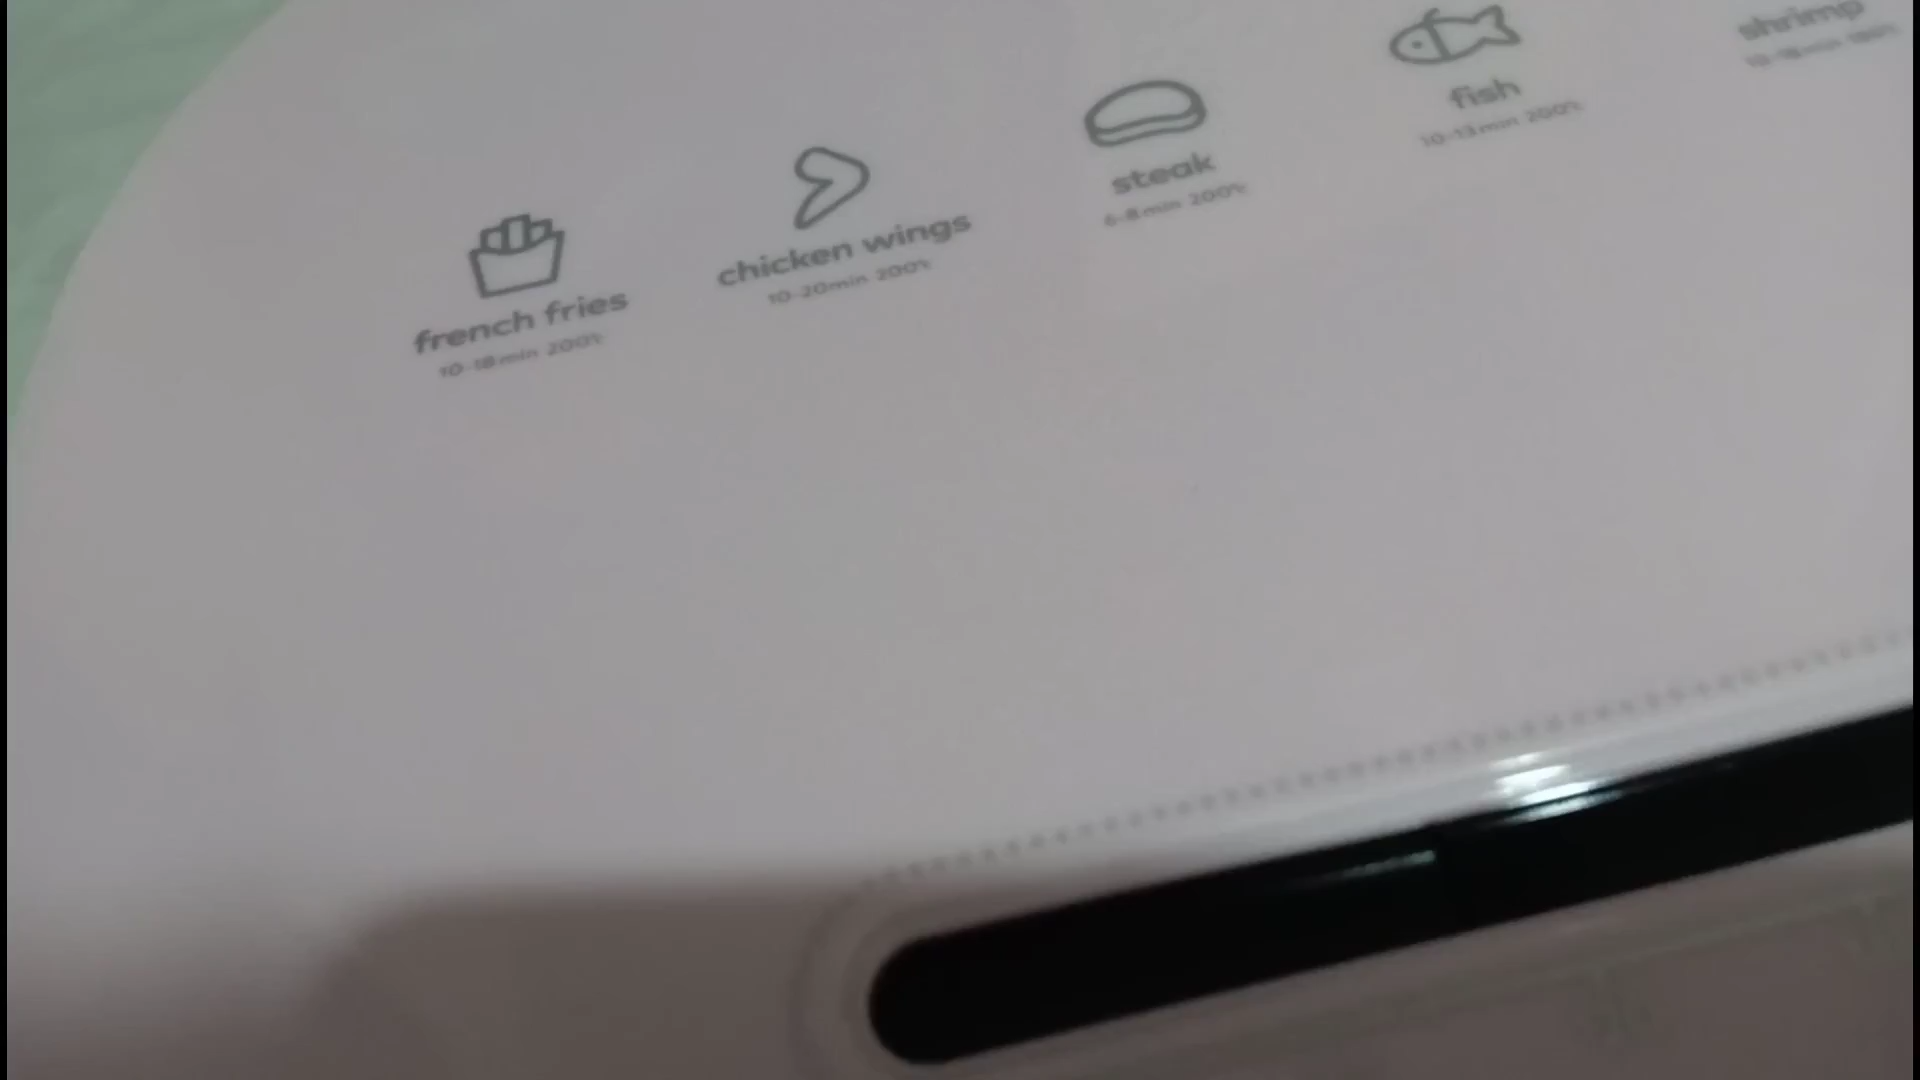 french fries
10-18min 200℃
chicken wings
10-20min 200℃
steak
6-8min 200℃
fish
10-13min 200℃
shrimp